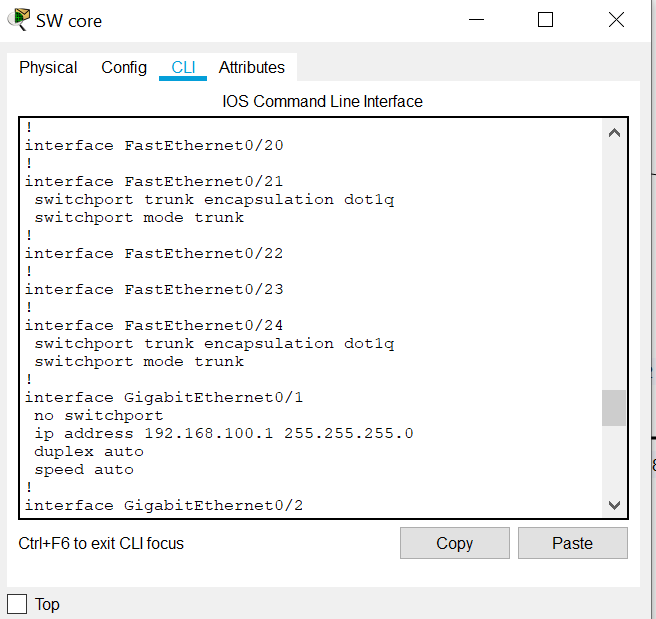 SW core
Physical Config CLI Attributes
IOS Command Line Interface
!
interface FastEthernet0/20
!
interface FastEthernet0/21
 switchport trunk encapsulation dot1q
 switchport mode trunk
!
interface FastEthernet0/22
!
interface FastEthernet0/23
!
interface FastEthernet0/24
 switchport trunk encapsulation dot1q
 switchport mode trunk
!
interface GigabitEthernet0/1
 no switchport
 ip address 192.168.100.1 255.255.255.0
 duplex auto
 speed auto
!
interface GigabitEthernet0/2
Ctrl+F6 to exit CLI focus
Copy Paste
Top